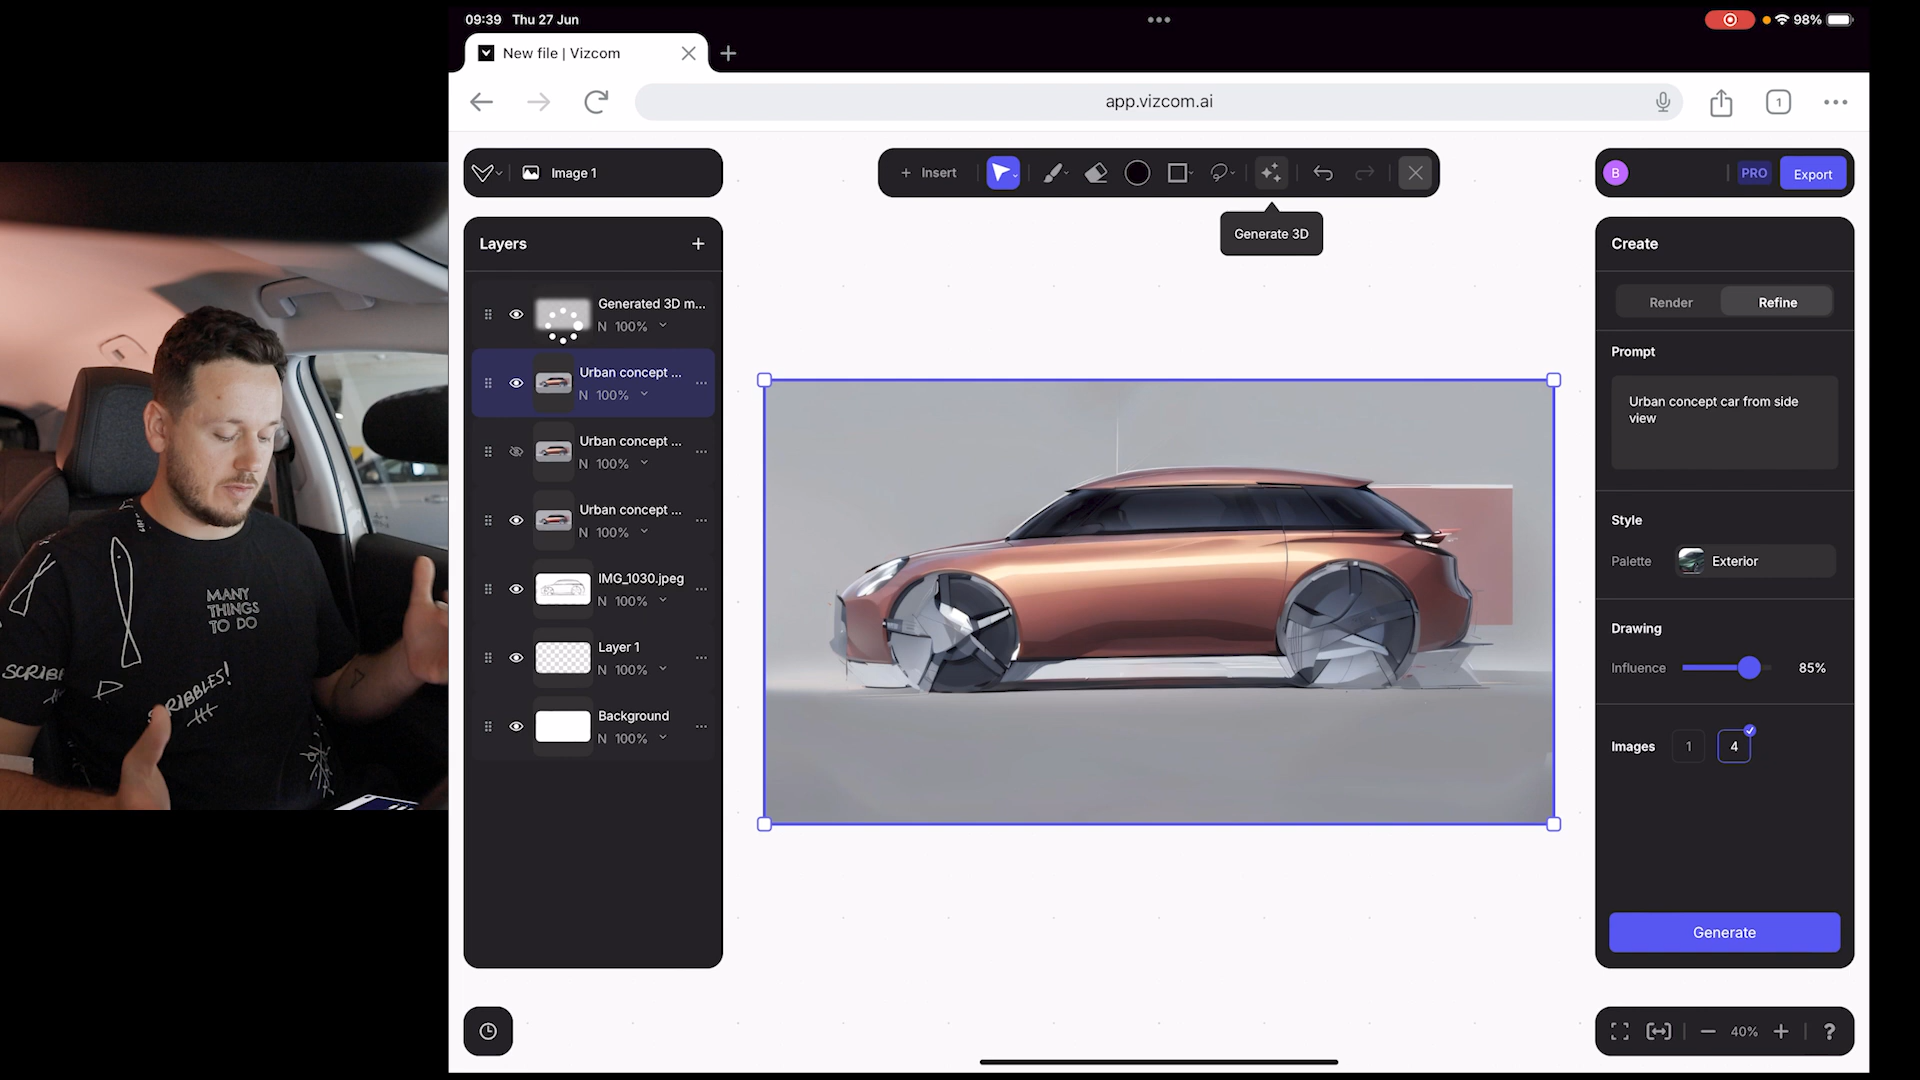 09:39 Thu 27 Jun
98%
New file | Vizcom
app.vizcom.ai
1
Image 1
Insert
B
PRO
Export
Generate 3D
Layers
Generated 3D m...
N 100%
Urban concept ...
N 100%
Urban concept ...
N 100%
Urban concept ...
N 100%
IMG_1030.jpeg
N 100%
Layer 1
N 100%
Background
N 100%
Create
Render
Refine
Prompt
Urban concept car from side
view
Style
Palette
Exterior
Drawing
Influence
85%
Images
1
4
Generate
40%
?
MANY
THINGS
TO DO
SCRIBB
SCRIBBLES!